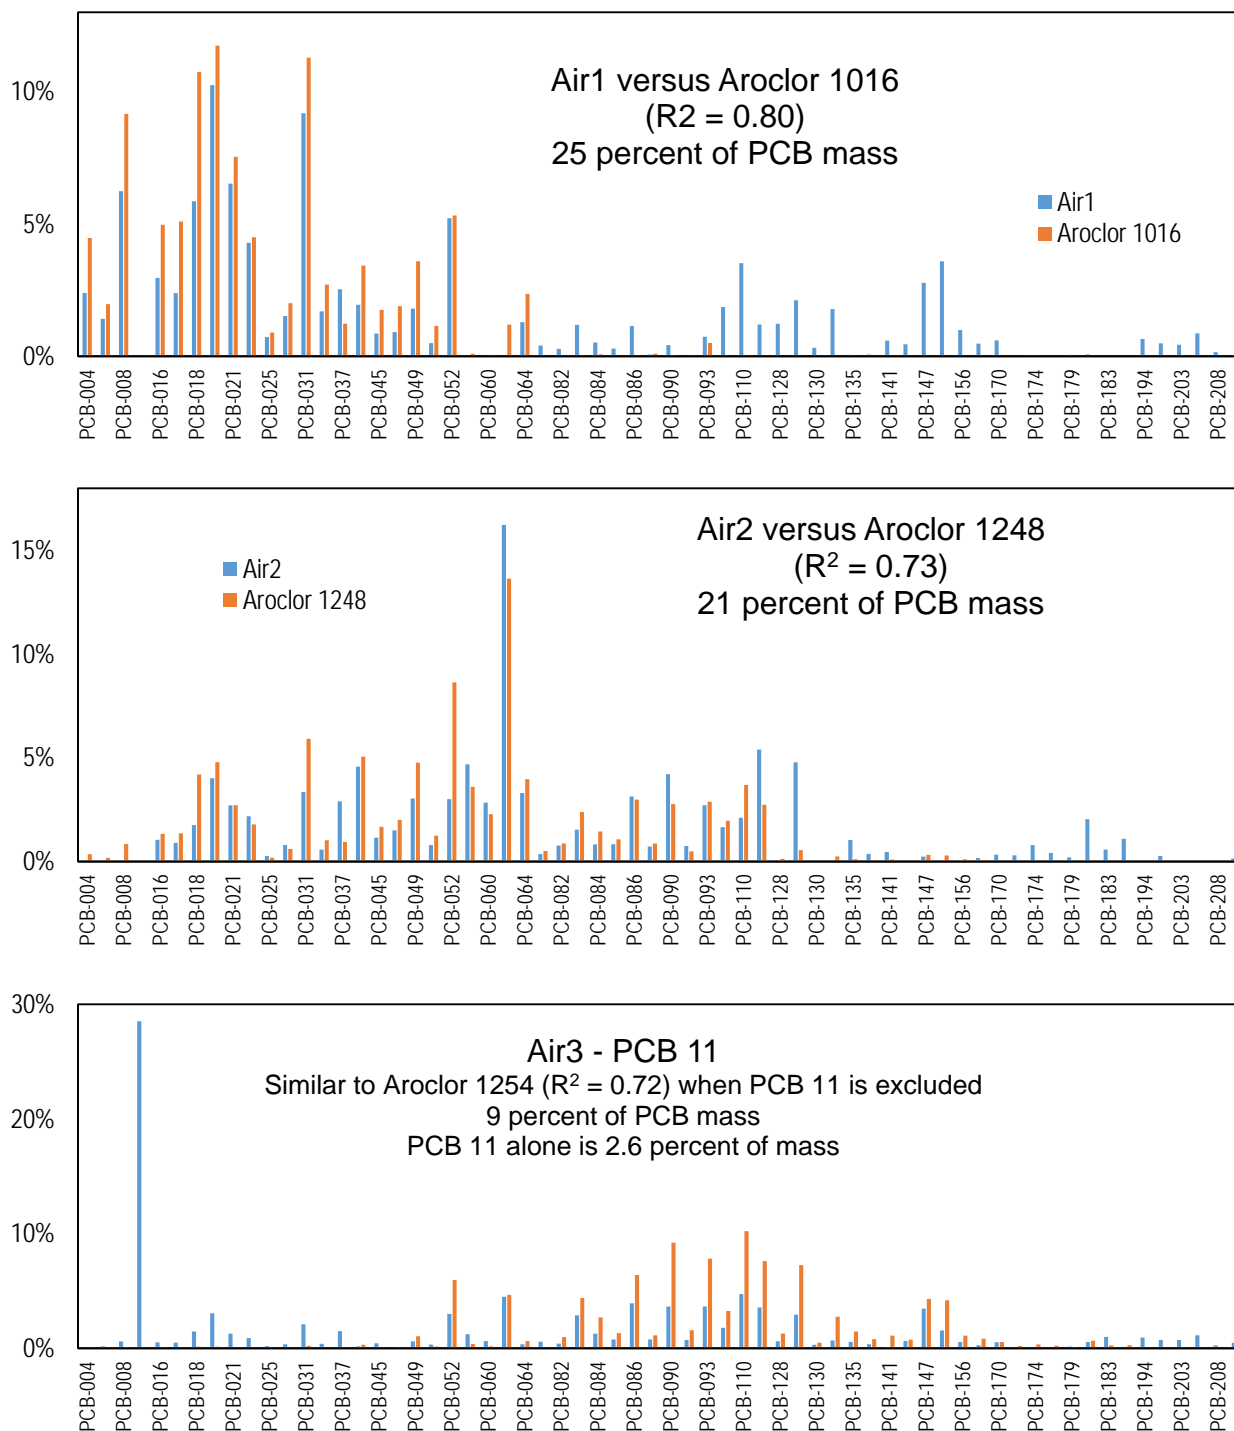 10%
5%
0%
Air1 versus Aroclor 1016
(R2 = 0.80)
25 percent of PCB mass
Air1
Aroclor 1016
PCB-004
PCB-008
PCB-016
PCB-018
PCB-021
PCB-025
PCB-031
PCB-037
PCB-045
PCB-049
PCB-052
PCB-060
PCB-064
PCB-082
PCB-084
PCB-086
PCB-090
PCB-093
PCB-110
PCB-128
PCB-130
PCB-135
PCB-141
PCB-147
PCB-156
PCB-170
PCB-174
PCB-179
PCB-183
PCB-194
PCB-203
PCB-208
15%
10%
5%
0%
Air2 versus Aroclor 1248
(R² = 0.73)
21 percent of PCB mass
Air2
Aroclor 1248
PCB-004
PCB-008
PCB-016
PCB-018
PCB-021
PCB-025
PCB-031
PCB-037
PCB-045
PCB-049
PCB-052
PCB-060
PCB-064
PCB-082
PCB-084
PCB-086
PCB-090
PCB-093
PCB-110
PCB-128
PCB-130
PCB-135
PCB-141
PCB-147
PCB-156
PCB-170
PCB-174
PCB-179
PCB-183
PCB-194
PCB-203
PCB-208
30%
20%
10%
0%
Air3 - PCB 11
Similar to Aroclor 1254 (R² = 0.72) when PCB 11 is excluded
9 percent of PCB mass
PCB 11 alone is 2.6 percent of mass
PCB-004
PCB-008
PCB-016
PCB-018
PCB-021
PCB-025
PCB-031
PCB-037
PCB-045
PCB-049
PCB-052
PCB-060
PCB-064
PCB-082
PCB-084
PCB-086
PCB-090
PCB-093
PCB-110
PCB-128
PCB-130
PCB-135
PCB-141
PCB-147
PCB-156
PCB-170
PCB-174
PCB-179
PCB-183
PCB-194
PCB-203
PCB-208